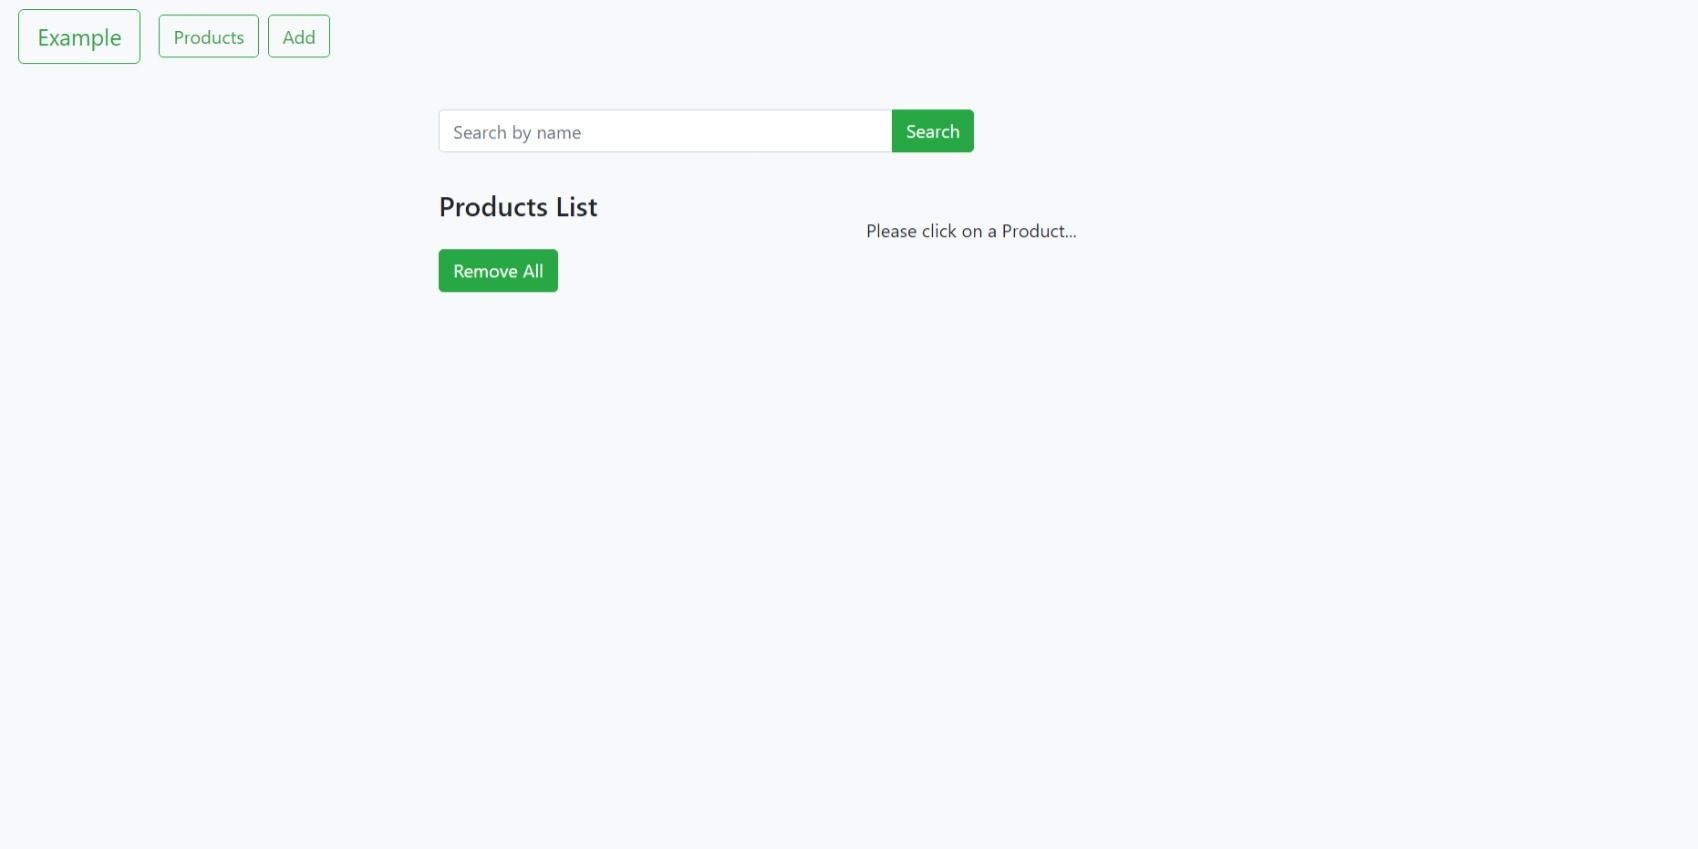 Example
Products
Add
Search by name
Search
Products List
Please click on a Product...
Remove All